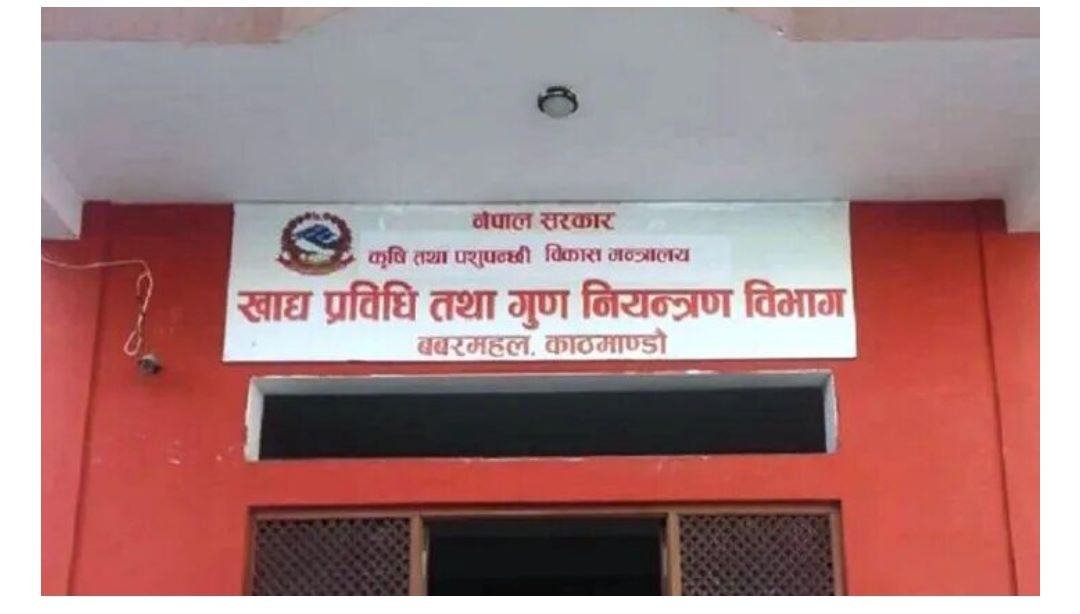 नेपाल सरकार
कृषि तथा पशुपन्छी विकास मन्त्रालय
खाद्य प्रविधि तथा गुण नियन्त्रण विभाग
बबरमहल, काठमाण्डो